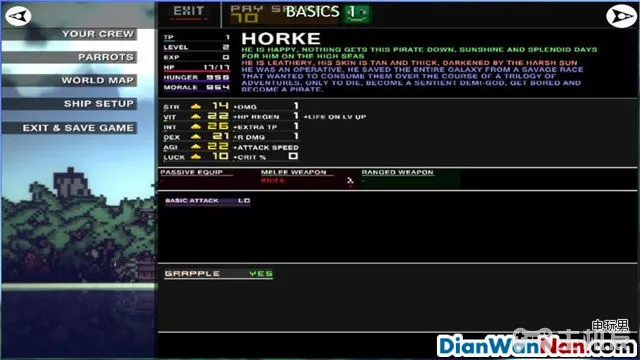 EXIT
BASICS 1
70
YOUR CREW
PARROTS
WORLD MAP
SHIP SETUP
EXIT & SAVE GAME
TP 1
LEVEL 2
EXP 0
HP 17/17
HUNGER 956
MORALE 954
HORKE
HE IS HAPPY, NOTHING GETS THIS PIRATE DOWN, SUNSHINE AND SPLENDID DAYS
FOR HIM ON THE HIGH SEAS.
HE IS LEATHERY, HIS SKIN IS TAN AND THICK, DARKENED BY THE HARSH SUN
HE WAS AN OPERATIVE, HE SAVED THE ENTIRE GALAXY FROM A SAVAGE RACE
THAT WANTED TO CONSUME THEM OVER THE COURSE OF A TRILOGY OF
ADVENTURES, ONLY TO DIE, BECOME A SENTIENT DEMI-GOD, GET BORED AND
BECOME A PIRATE.
STR 14 +DMG 1
VIT 22 +HP REGEN 1 +LIFE ON LV UP
INT 26 +EXTRA TP 1
DEX 21 +R DMG 1
AGI 22 +ATTACK SPEED
LUCK 10 +CRIT % 0
PASSIVE EQUIP MELEE WEAPON RANGED WEAPON
BASIC ATTACK L0
GRAPPLE YES
电玩男
DianWanNan.com